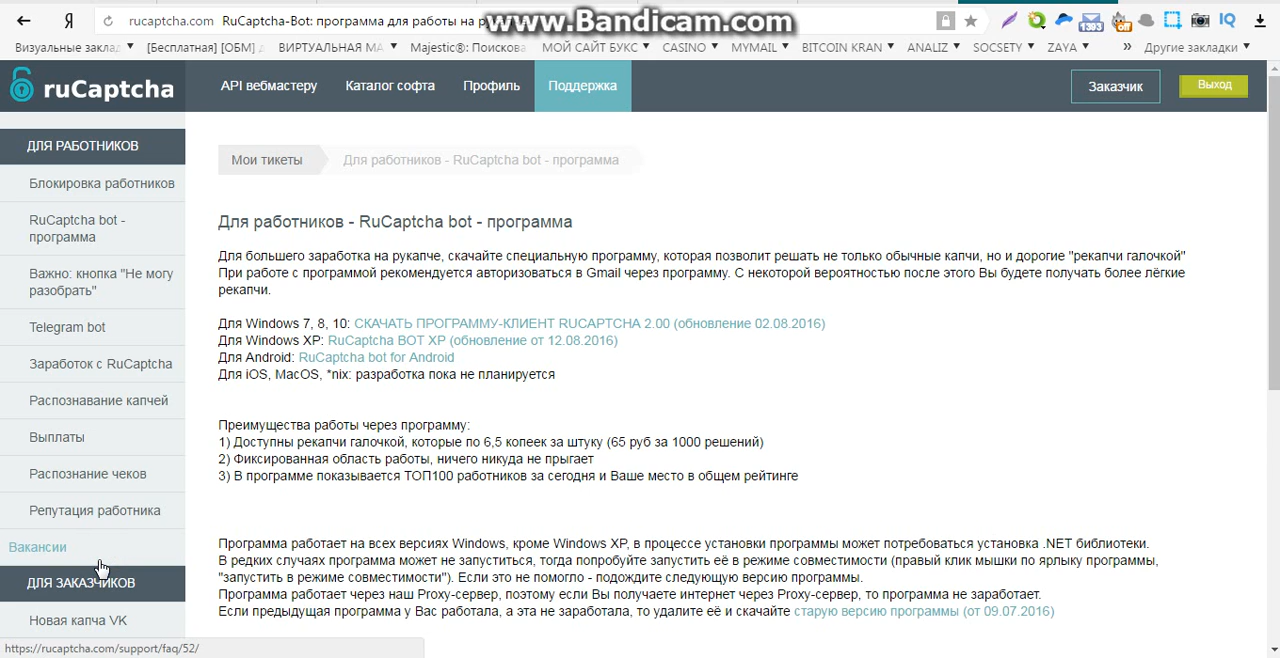 Я
rucaptcha.com RuCaptcha-Bot: программа для работы на
www.Bandicam.com
1393
off
IQ
Визуальные заклад
[Бесплатная] [ОБМ]
ВИРТУАЛЬНАЯ МА
Majestic®: Поискова
МОЙ САЙТ БУКС
CASINO
MYMAIL
BITCOIN KRAN
ANALIZ
SOCSETY
ZAYA
»
Другие закладки
ruCaptcha
API вебмастеру
Каталог софта
Профиль
Поддержка
Заказчик
Выход
ДЛЯ РАБОТНИКОВ
Блокировка работников
RuCaptcha bot -
программа
Важно: кнопка "Не могу
разобрать"
Telegram bot
Заработок с RuCaptcha
Распознавание капчей
Выплаты
Распознание чеков
Репутация работника
Вакансии
ДЛЯ ЗАКАЗЧИКОВ
Новая капча VK
https://rucaptcha.com/support/faq/52/
Мои тикеты
Для работников - RuCaptcha bot - программа
Для работников - RuCaptcha bot - программа
Для большего заработка на рукапче, скачайте специальную программу, которая позволит решать не только обычные капчи, но и дорогие "рекапчи галочкой"
При работе с программой рекомендуется авторизоваться в Gmail через программу. С некоторой вероятностью после этого Вы будете получать более лёгкие
рекапчи.
Для Windows 7, 8, 10: СКАЧАТЬ ПРОГРАММУ-КЛИЕНТ RUCAPTCHA 2.00 (обновление 02.08.2016)
Для Windows XP: RuCaptcha BOT XP (обновление от 12.08.2016)
Для Android: RuCaptcha bot for Android
Для iOS, MacOS, *nix: разработка пока не планируется
Преимущества работы через программу:
1) Доступны рекапчи галочкой, которые по 6,5 копеек за штуку (65 руб за 1000 решений)
2) Фиксированная область работы, ничего никуда не прыгает
3) В программе показывается ТОП100 работников за сегодня и Ваше место в общем рейтинге
Программа работает на всех версиях Windows, кроме Windows XP, в процессе установки программы может потребоваться установка .NET библиотеки.
В редких случаях программа может не запуститься, тогда попробуйте запустить её в режиме совместимости (правый клик мышки по ярлыку программы,
"запустить в режиме совместимости"). Если это не помогло - подождите следующую версию программы.
Программа работает через наш Proxy-сервер, поэтому если Вы получаете интернет через Proxy-сервер, то программа не заработает.
Если предыдущая программа у Вас работала, а эта не заработала, то удалите её и скачайте старую версию программы (от 09.07.2016)